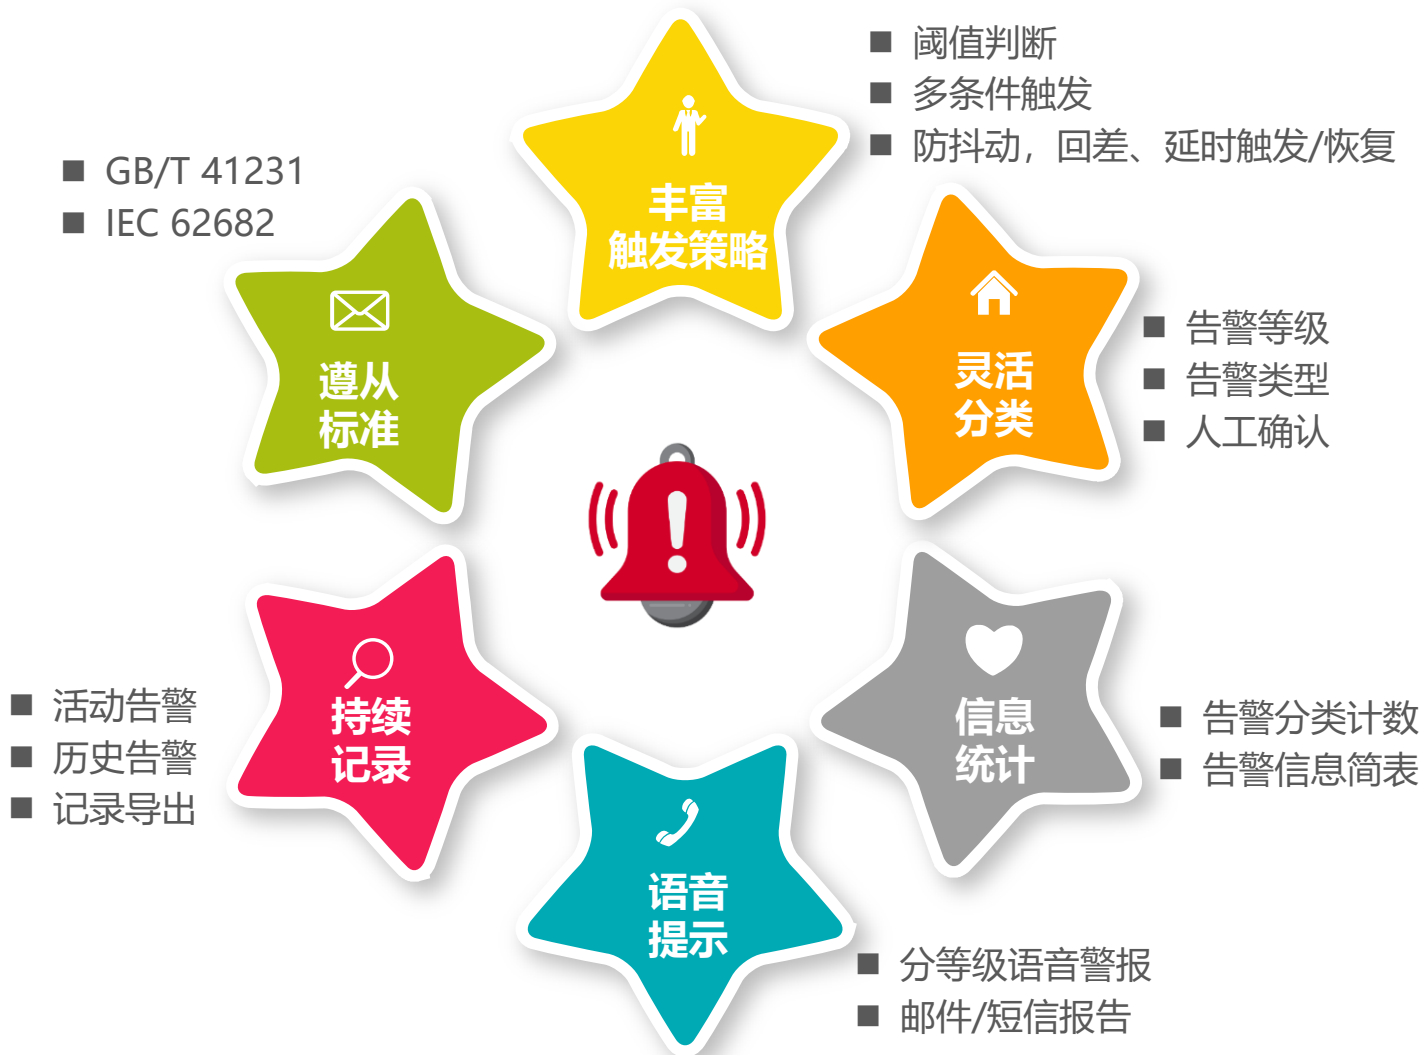 丰富
触发策略
阈值判断
多条件触发
防抖动，回差、延时触发/恢复
灵活
分类
告警等级
告警类型
人工确认
信息
统计
告警分类计数
告警信息简表
语音
提示
分等级语音警报
邮件/短信报告
持续
记录
活动告警
历史告警
记录导出
遵从
标准
GB/T 41231
IEC 62682